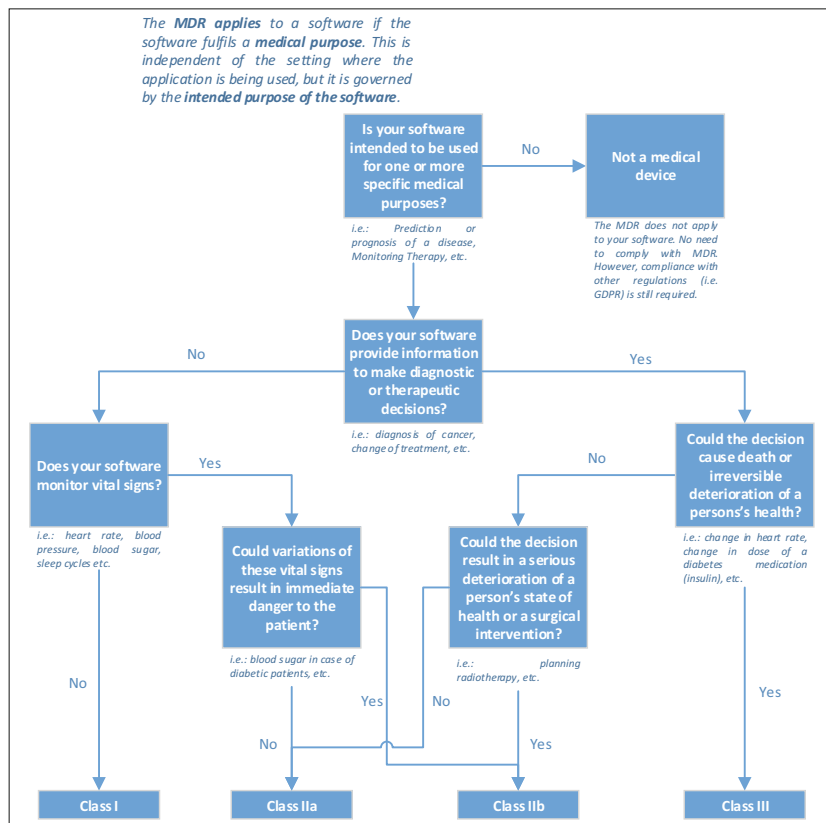 The MDR applies to a software if the
software fulfils a medical purpose. This is
independent of the setting where the
application is being used, but it is governed
by the intended purpose of the software.
Is your software
intended to be used
for one or more
specific medical
purposes?
No
Not a medical
device
i.e.: Prediction or
prognosis of a disease,
Monitoring Therapy, etc.
The MDR does not apply
to your software. No need
to comply with MDR.
However, compliance with
other regulations (i.e.
GDPR) is still required.
Does your software
provide information
to make diagnostic
or therapeutic
decisions?
No
Yes
i.e.: diagnosis of cancer,
change of treatment, etc.
Does your software
monitor vital signs?
Yes
No
Could the decision
cause death or
irreversible
deterioration of a
persons's health?
i.e.: heart rate, blood
pressure, blood sugar,
sleep cycles etc.
Could variations of
these vital signs
result in immediate
danger to the
patient?
Could the decision
result in a serious
deterioration of a
person's state of
health or a surgical
intervention?
i.e.: change in heart rate,
change in dose of a
diabetes medication
(insulin), etc.
i.e.: blood sugar in case of
diabetic patients, etc.
i.e.: planning
radiotherapy, etc.
No
Yes
No
Yes
No
Yes
Class I
Class IIa
Class IIb
Class III